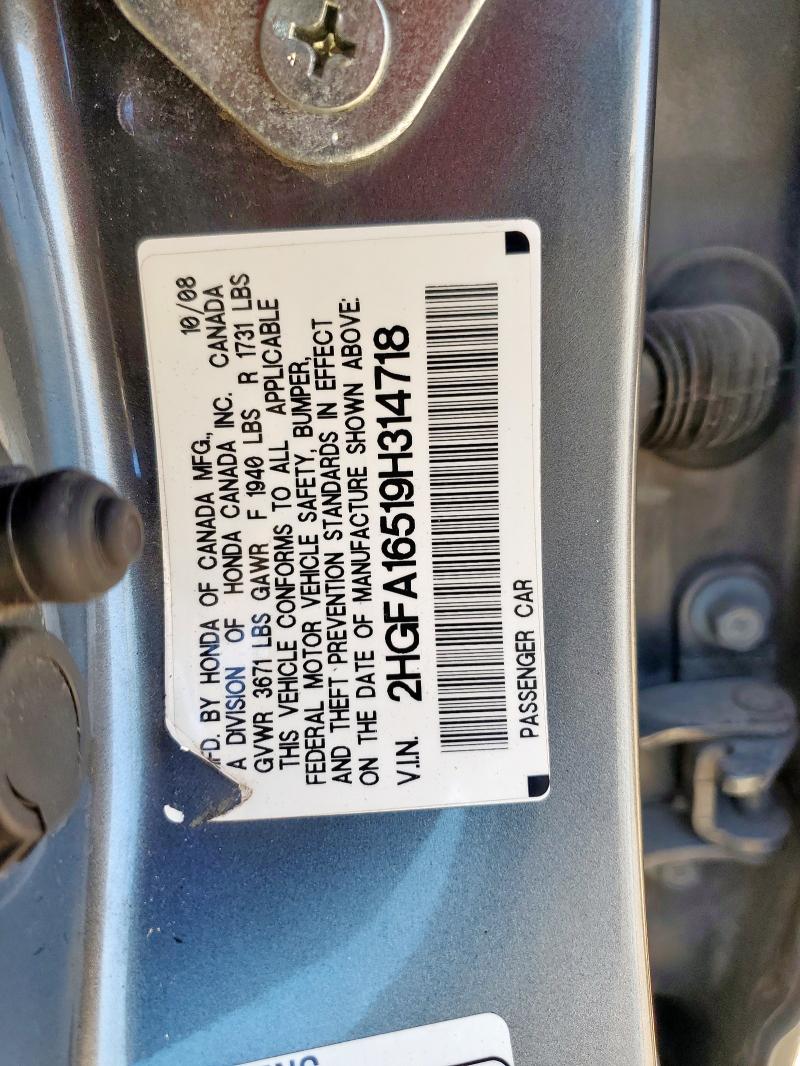 FD. BY HONDA OF CANADA MFG., 10/08
A DIVISION OF HONDA CANADA INC. CANADA
GVWR 3671 LBS GAWR F 1940 LBS R 1731 LBS
THIS VEHICLE CONFORMS TO ALL APPLICABLE
FEDERAL MOTOR VEHICLE SAFETY, BUMPER,
AND THEFT PREVENTION STANDARDS IN EFFECT
ON THE DATE OF MANUFACTURE SHOWN ABOVE.
V.I.N. 2HGFA16519H314718
PASSENGER CAR